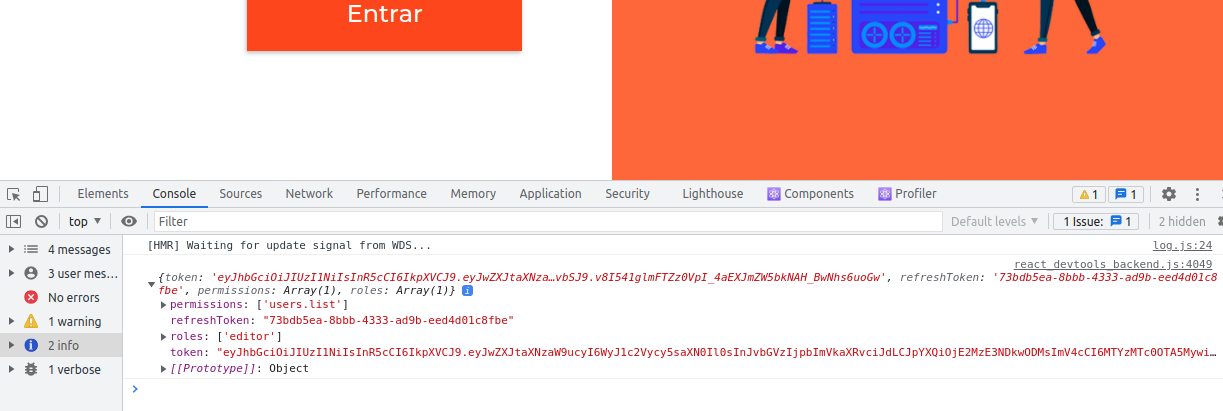 Entrar
Elements Console Sources Network Performance Memory Application Security Lighthouse Components Profiler 1 1
top Filter Default levels 1 Issue: 1 2 hidden
4 messages
3 user mes...
No errors
1 warning
2 info
1 verbose
[HMR] Waiting for update signal from WDS... log.js:24
react_devtools_backend.js:4049
{token: 'eyJhbGciOiJIUzI1NiIsInR5cCI6IkpXVCJ9.eyJwZXJtaXNza…vbSJ9.v8I541glmFTZz0VpI_4aEXJmZW5bkNAH_BwNhs6uoGw', refreshToken: '73bdb5ea-8bbb-4333-ad9b-eed4d01c8
fbe', permissions: Array(1), roles: Array(1)}
permissions: ['users.list']
refreshToken: "73bdb5ea-8bbb-4333-ad9b-eed4d01c8fbe"
roles: ['editor']
token: "eyJhbGciOiJIUzI1NiIsInR5cCI6IkpXVCJ9.eyJwZXJtaXNzaW9ucyI6WyJ1c2Vycy5saXN0Il0sInJvbGVzIjpbImVkaXRvciJdLCJpYXQiOjE2MzE3NDkwODMsImV4cCI6MTYzMTc0OTA5Mywi…
[[Prototype]]: Object